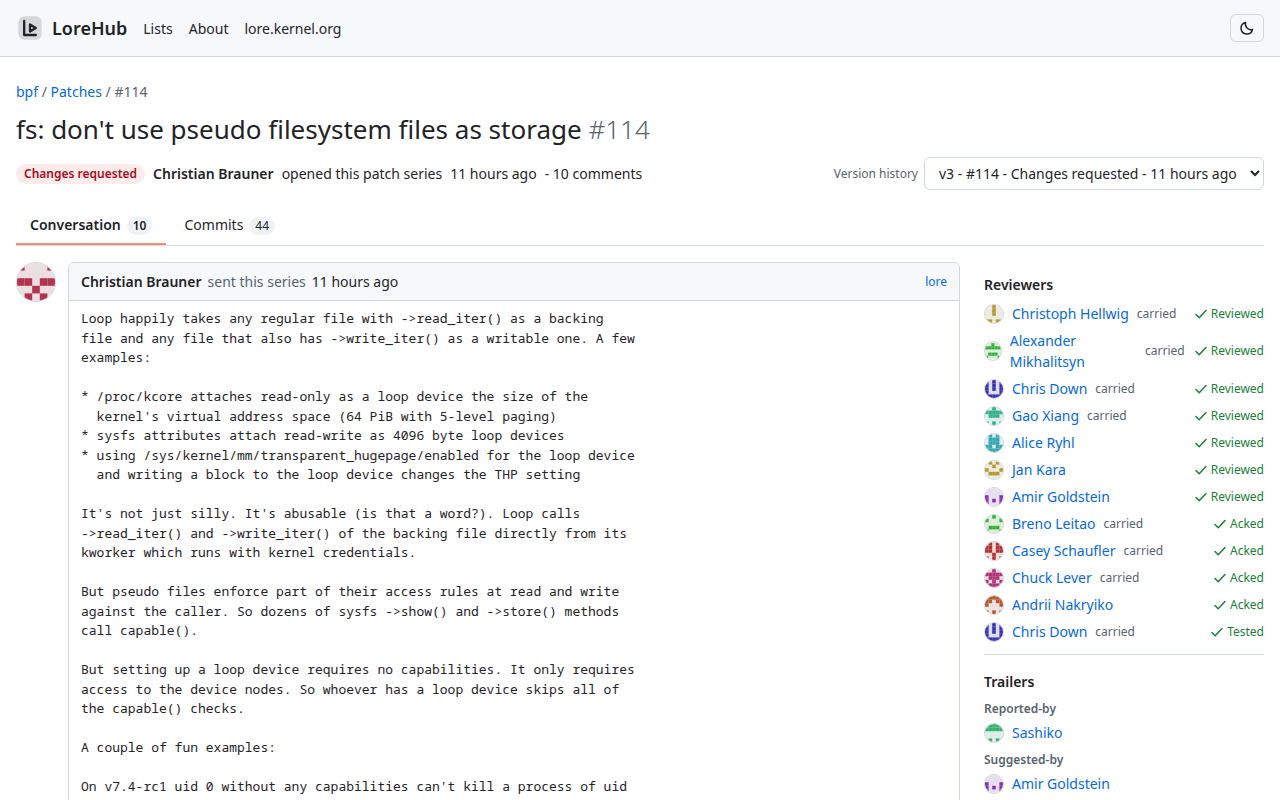 LoreHub Lists About lore.kernel.org
bpf / Patches / #114
fs: don't use pseudo filesystem files as storage #114
Changes requested Christian Brauner opened this patch series 11 hours ago - 10 comments
Version history v3 - #114 - Changes requested - 11 hours ago
Conversation 10 Commits 44
Christian Brauner sent this series 11 hours ago lore
Loop happily takes any regular file with ->read_iter() as a backing
file and any file that also has ->write_iter() as a writable one. A few
examples:
* /proc/kcore attaches read-only as a loop device the size of the
kernel's virtual address space (64 PiB with 5-level paging)
* sysfs attributes attach read-write as 4096 byte loop devices
* using /sys/kernel/mm/transparent_hugepage/enabled for the loop device
and writing a block to the loop device changes the THP setting
It's not just silly. It's abusable (is that a word?). Loop calls
->read_iter() and ->write_iter() of the backing file directly from its
kworker which runs with kernel credentials.
But pseudo files enforce part of their access rules at read and write
against the caller. So dozens of sysfs ->show() and ->store() methods
call capable().
But setting up a loop device requires no capabilities. It only requires
access to the device nodes. So whoever has a loop device skips all of
the capable() checks.
A couple of fun examples:
On v7.4-rc1 uid 0 without any capabilities can't kill a process of uid
Reviewers
Christoph Hellwig carried Reviewed
Alexander
Mikhalitsyn carried Reviewed
Chris Down carried Reviewed
Gao Xiang carried Reviewed
Alice Ryhl Reviewed
Jan Kara Reviewed
Amir Goldstein Reviewed
Breno Leitao carried Acked
Casey Schaufler carried Acked
Chuck Lever carried Acked
Andrii Nakryiko Acked
Chris Down carried Tested
Trailers
Reported-by
Sashiko
Suggested-by
Amir Goldstein